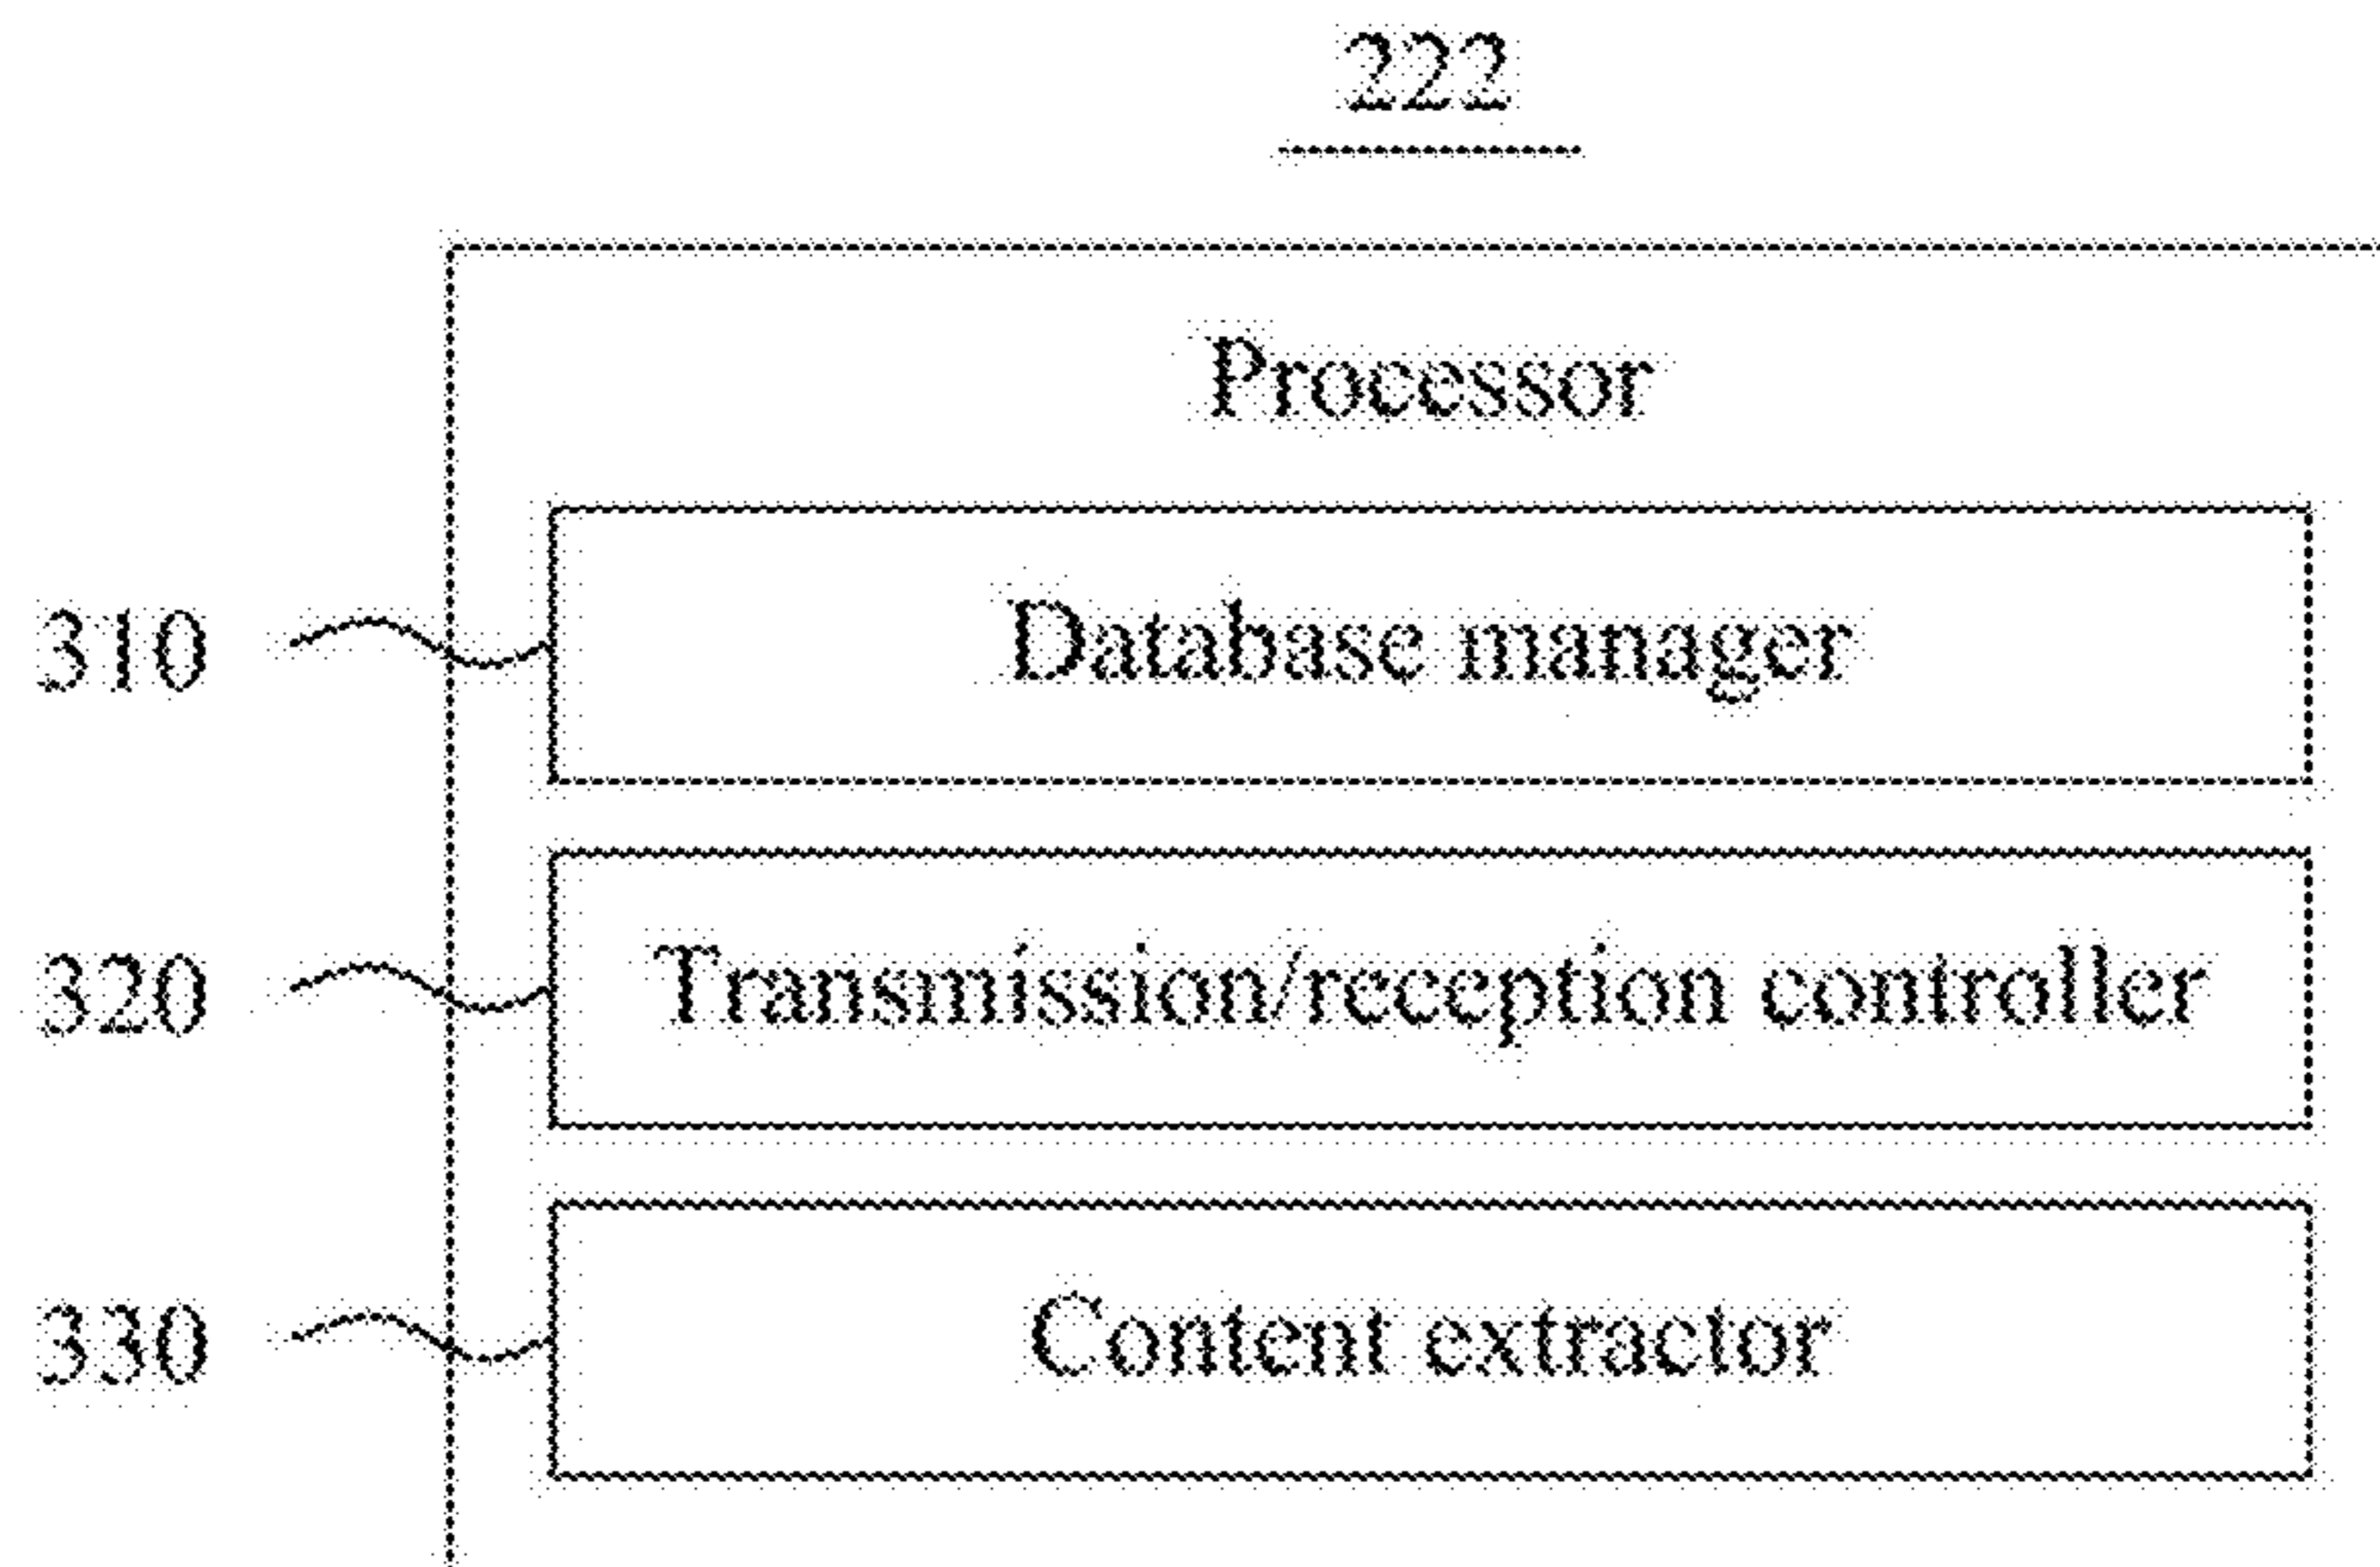 222
Processor
310 Database manager
320 Transmission/reception controller
330 Content extractor